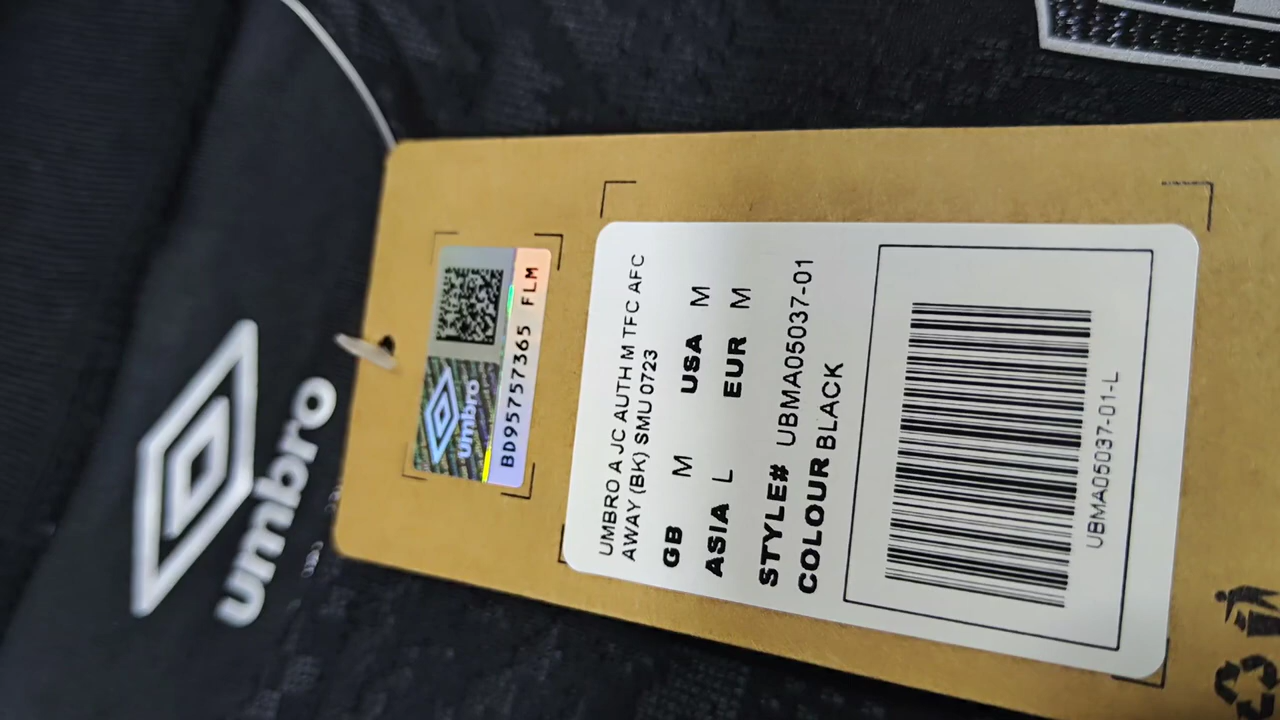 umbro
umbro
BD95757365 FLM
UMBRO A JC AUTH M TFC AFC
AWAY (BK) SMU 0723
GB M USA M
ASIA L EUR M
STYLE# UBMA05037-01
COLOUR BLACK
UBMA05037-01-L